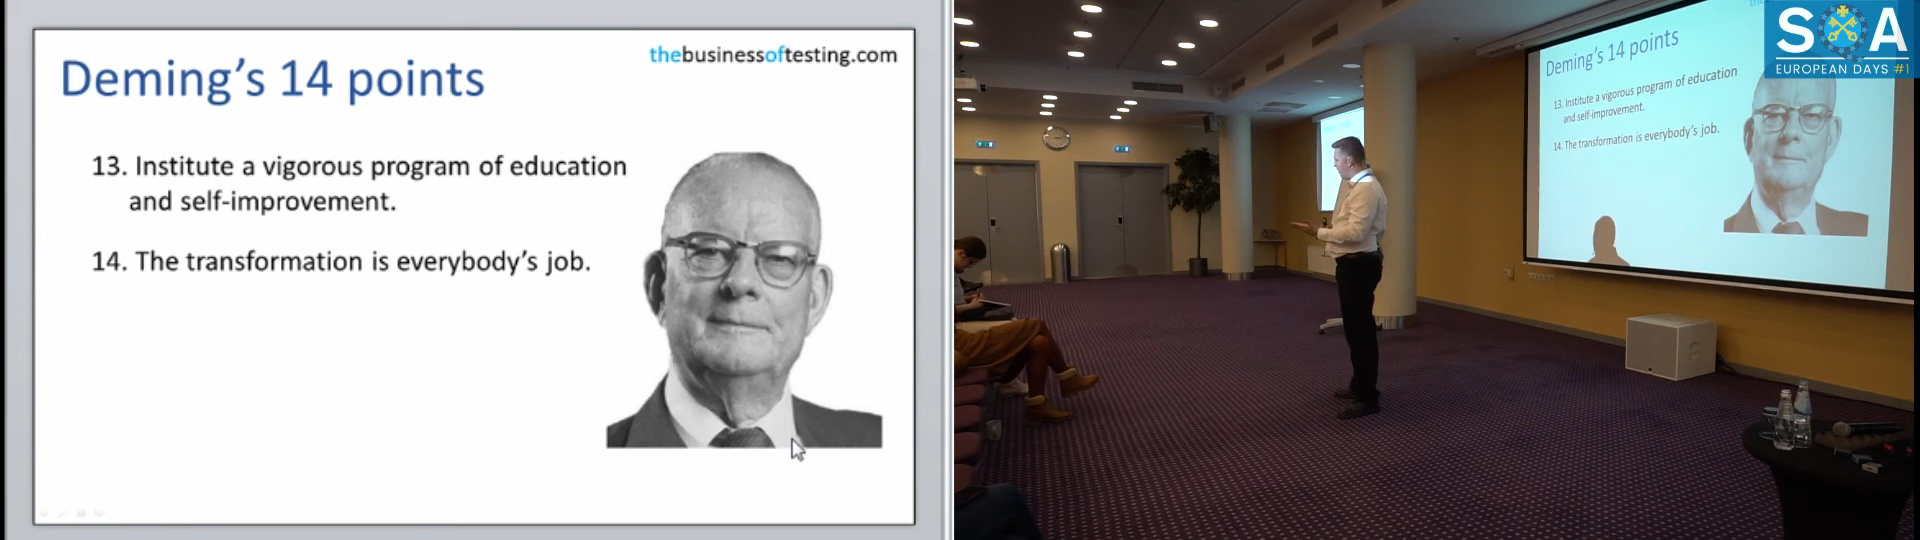 thebusinessoftesting.com
Deming's 14 points
13. Institute a vigorous program of education
and self-improvement.
14. The transformation is everybody's job.
SQA
EUROPEAN DAYS #1
Deming's 14 points
13. Institute a vigorous program of education
and self-improvement.
14. The transformation is everybody's job.